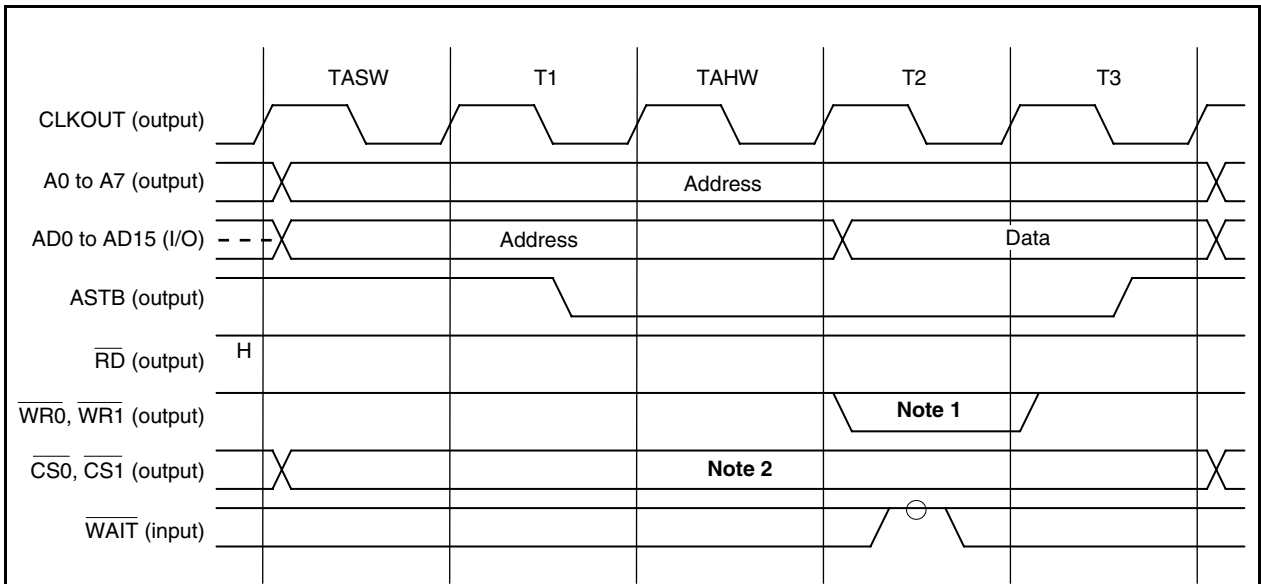 TASW T1 TAHW T2 T3
CLKOUT (output)
A0 to A7 (output) Address
AD0 to AD15 (I/O) Address Data
ASTB (output)
RD (output) H
WR0, WR1 (output) Note 1
CS0, CS1 (output) Note 2
WAIT (input)